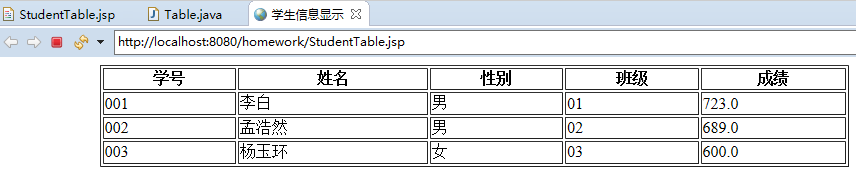 StudentTable.jsp Table.java 学生信息显示
http://localhost:8080/homework/StudentTable.jsp
学号 姓名 性别 班级 成绩
001 李白 男 01 723.0
002 孟浩然 男 02 689.0
003 杨玉环 女 03 600.0